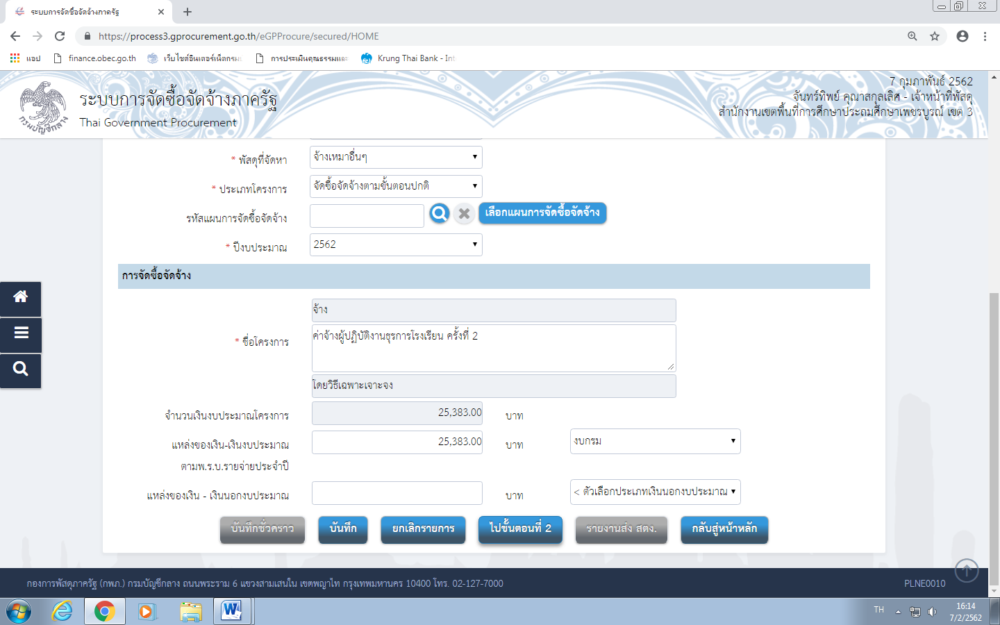 ระบบการจัดซื้อจัดจ้างภาครัฐ
https://process3.gprocurement.go.th/eGPProcure/secured/HOME
แอป
finance.obec.go.th
เว็บไซต์อินเตอร์เน็ตกรม
การประเมินคุณธรรมและ
Krung Thai Bank - Int
กรมบัญชีกลาง
ระบบการจัดซื้อจัดจ้างภาครัฐ
Thai Government Procurement
7 กุมภาพันธ์ 2562
จันทร์ทิพย์ คุณาสกุลเลิศ - เจ้าหน้าที่พัสดุ
สำนักงานเขตพื้นที่การศึกษาประถมศึกษาเพชรบูรณ์ เขต 3
* พัสดุที่จัดหา จ้างเหมาอื่นๆ
* ประเภทโครงการ จัดซื้อจัดจ้างตามขั้นตอนปกติ
รหัสแผนการจัดซื้อจัดจ้าง เลือกแผนการจัดซื้อจัดจ้าง
* ปีงบประมาณ 2562
การจัดซื้อจัดจ้าง
จ้าง
* ชื่อโครงการ ค่าจ้างผู้ปฏิบัติงานธุรการโรงเรียน ครั้งที่ 2
โดยวิธีเฉพาะเจาะจง
จำนวนเงินงบประมาณโครงการ 25,383.00 บาท
แหล่งของเงิน-เงินงบประมาณ 25,383.00 บาท งบกรม
ตามพ.ร.บ.รายจ่ายประจำปี
แหล่งของเงิน - เงินนอกงบประมาณ บาท < ตัวเลือกประเภทเงินนอกงบประมาณ
บันทึกชั่วคราว บันทึก ยกเลิกรายการ ไปขั้นตอนที่ 2 รายงานส่ง สตง. กลับสู่หน้าหลัก
กองการพัสดุภาครัฐ (กพภ.) กรมบัญชีกลาง ถนนพระราม 6 แขวงสามเสนใน เขตพญาไท กรุงเทพมหานคร 10400 โทร. 02-127-7000
PLNE0010
TH
16:14
7/2/2562